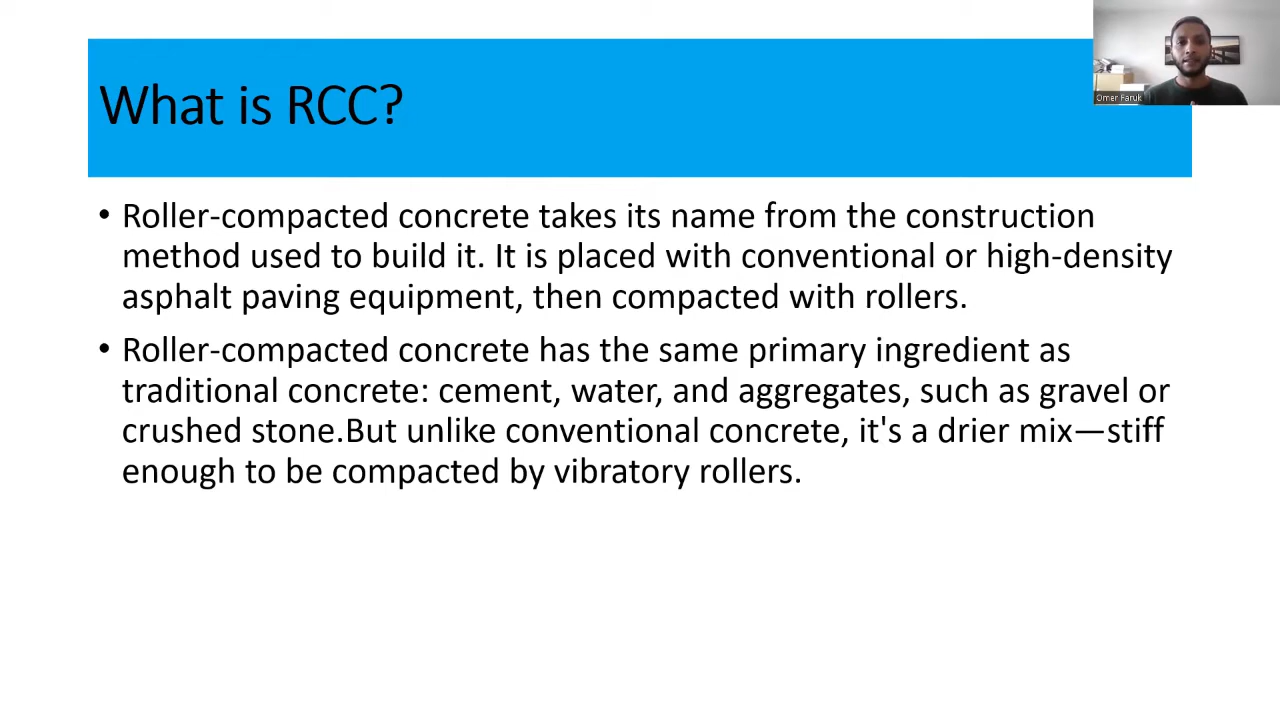 What is RCC?
Omer Faruk
• Roller-compacted concrete takes its name from the construction
method used to build it. It is placed with conventional or high-density
asphalt paving equipment, then compacted with rollers.
• Roller-compacted concrete has the same primary ingredient as
traditional concrete: cement, water, and aggregates, such as gravel or
crushed stone.But unlike conventional concrete, it's a drier mix—stiff
enough to be compacted by vibratory rollers.